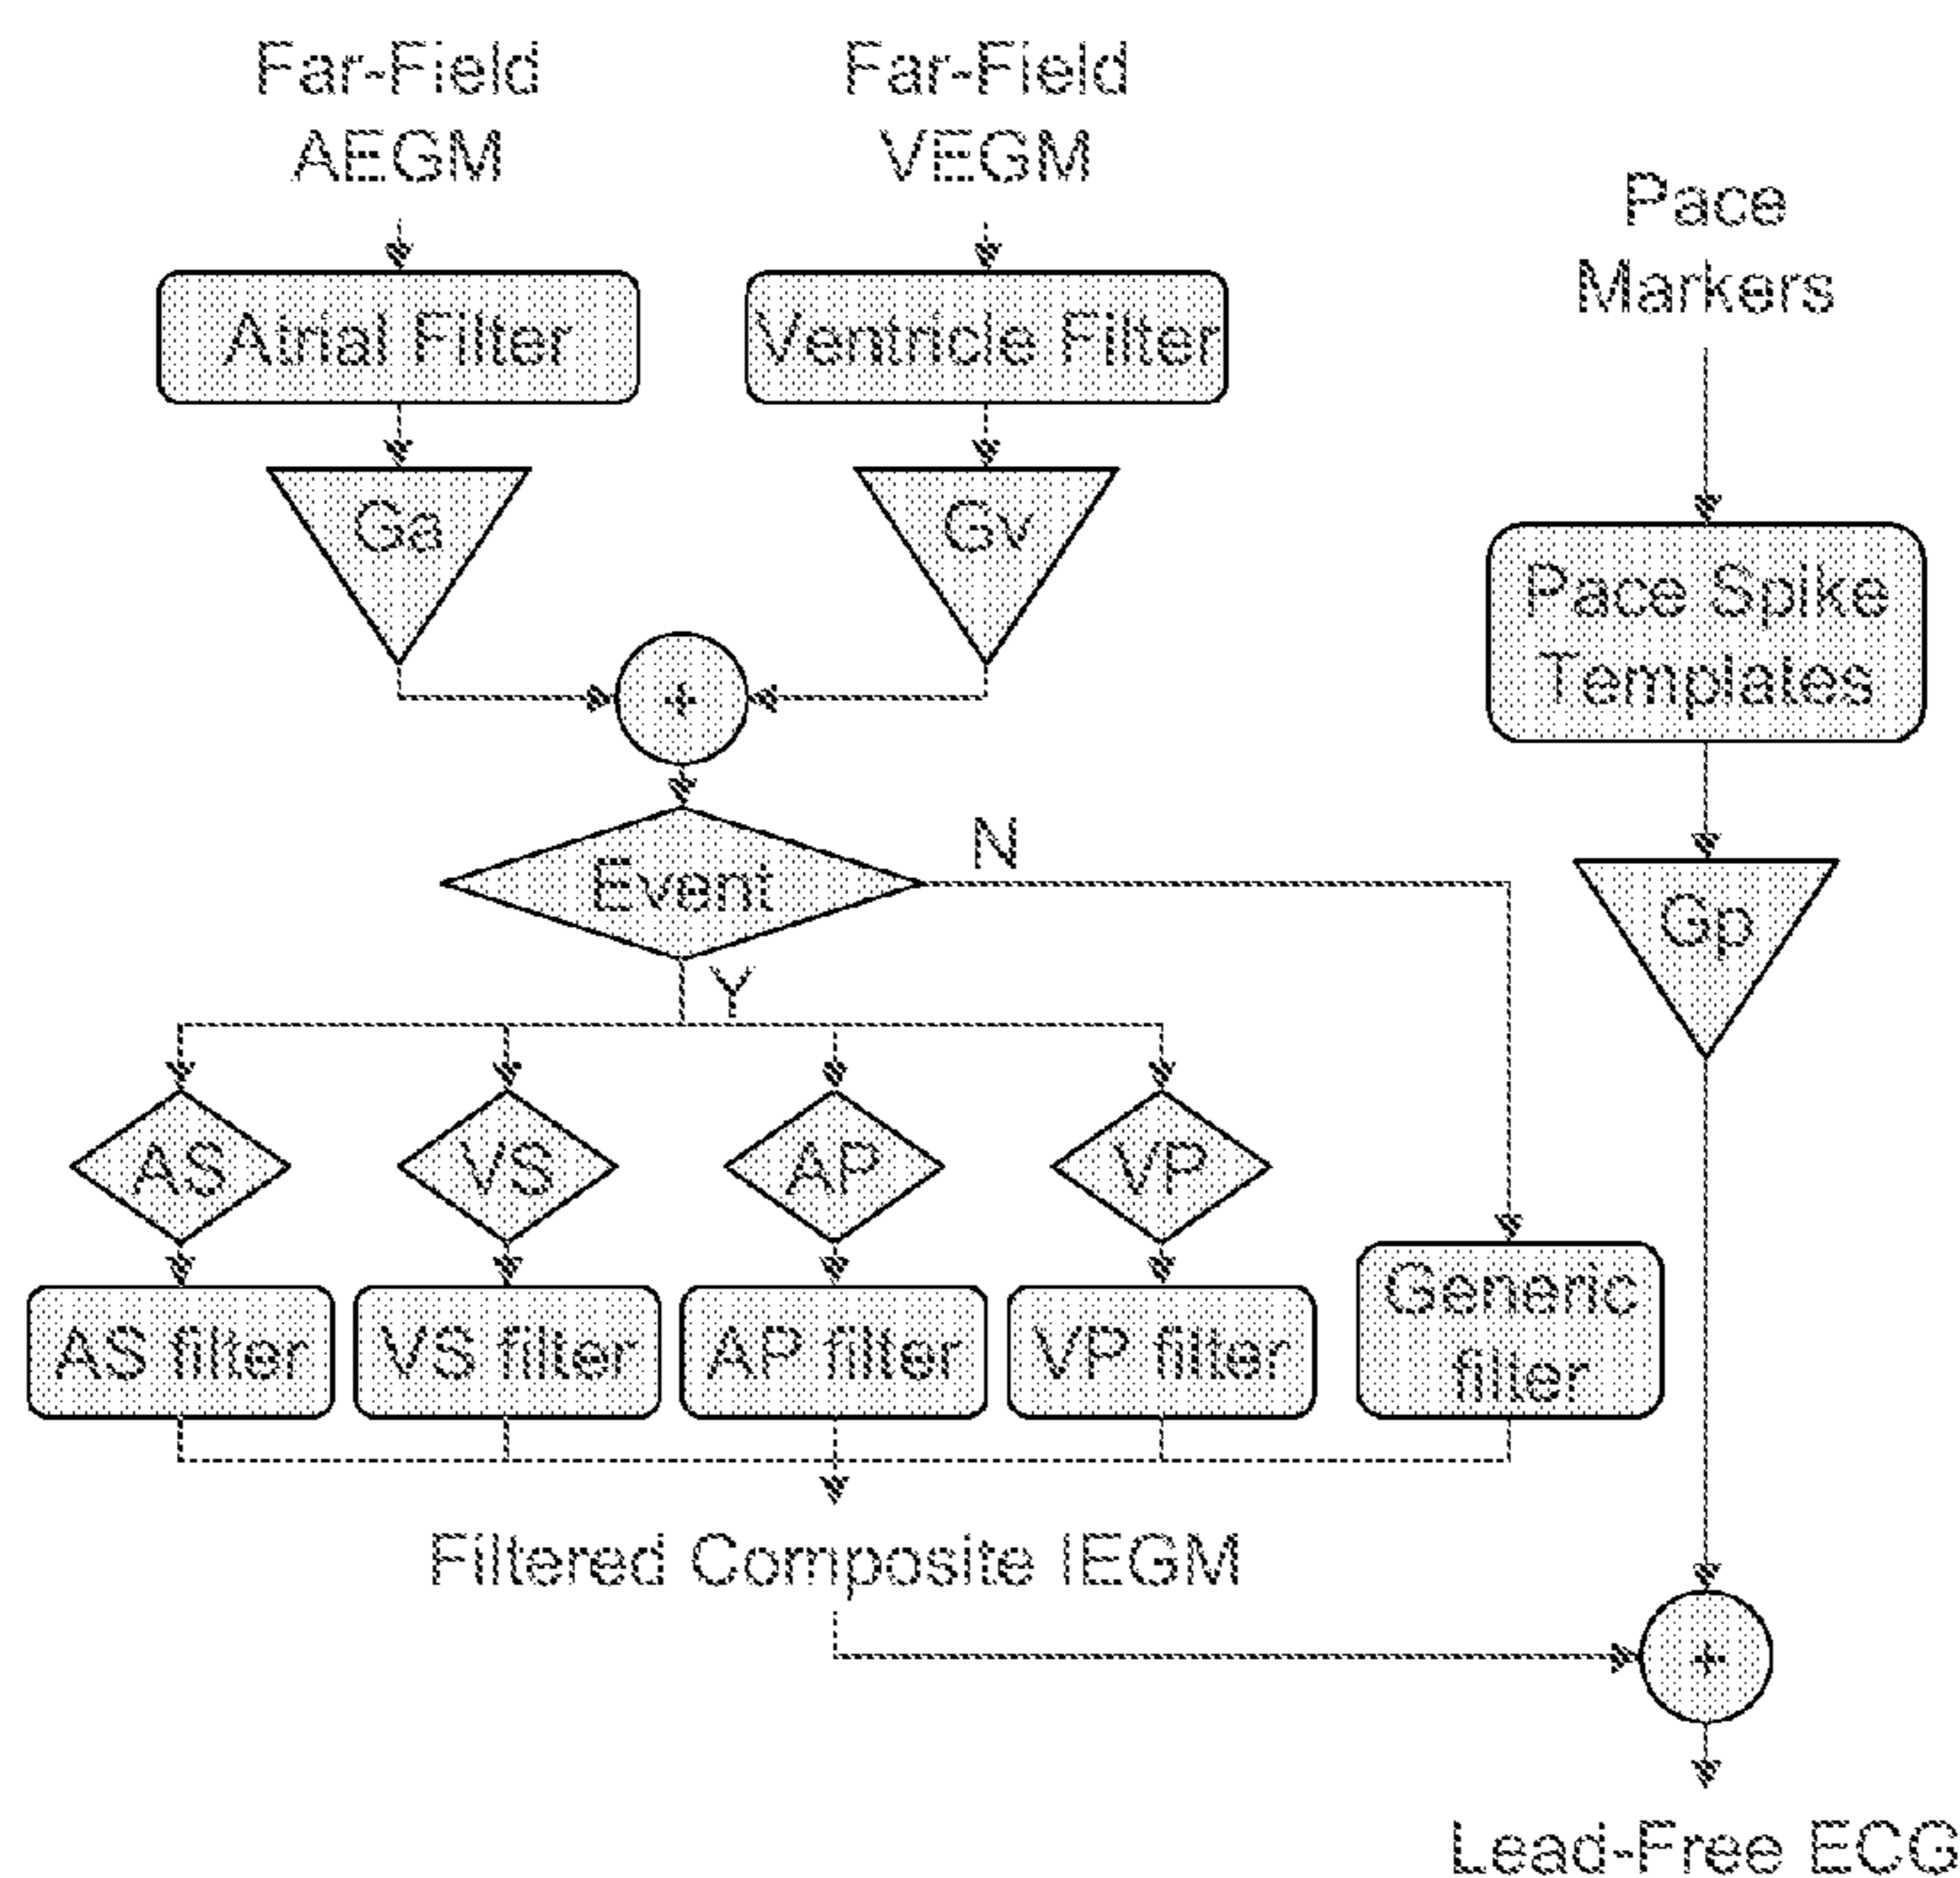 Far-Field
AEGM
Far-Field
VEGM
Pace
Markers
Atrial Filter
Ventricle Filter
Ga
Gv
Pace Spike
Templates
+
Event
N
Gp
Y
AS
VS
AP
VP
AS filter
VS filter
AP filter
VP filter
Generic
filter
Filtered Composite IEGM
+
Lead-Free ECG